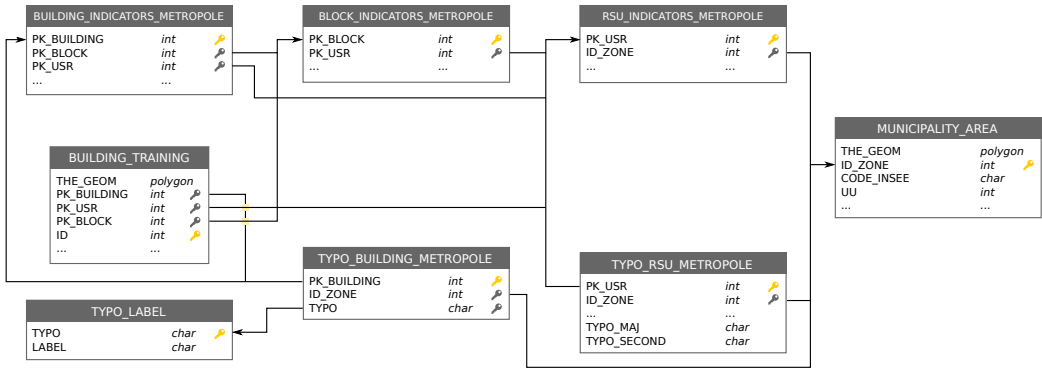 BUILDING_INDICATORS_METROPOLE
PK_BUILDING int
PK_BLOCK int
PK_USR int
... ...
BLOCK_INDICATORS_METROPOLE
PK_BLOCK int
PK_USR int
... ...
RSU_INDICATORS_METROPOLE
PK_USR int
ID_ZONE int
... ...
MUNICIPALITY_AREA
THE_GEOM polygon
ID_ZONE int
CODE_INSEE char
UU int
... ...
BUILDING_TRAINING
THE_GEOM polygon
PK_BUILDING int
PK_USR int
PK_BLOCK int
ID int
... ...
TYPO_BUILDING_METROPOLE
PK_BUILDING int
ID_ZONE int
TYPO char
TYPO_RSU_METROPOLE
PK_USR int
ID_ZONE int
... ...
TYPO_MAJ char
TYPO_SECOND char
TYPO_LABEL
TYPO char
LABEL char